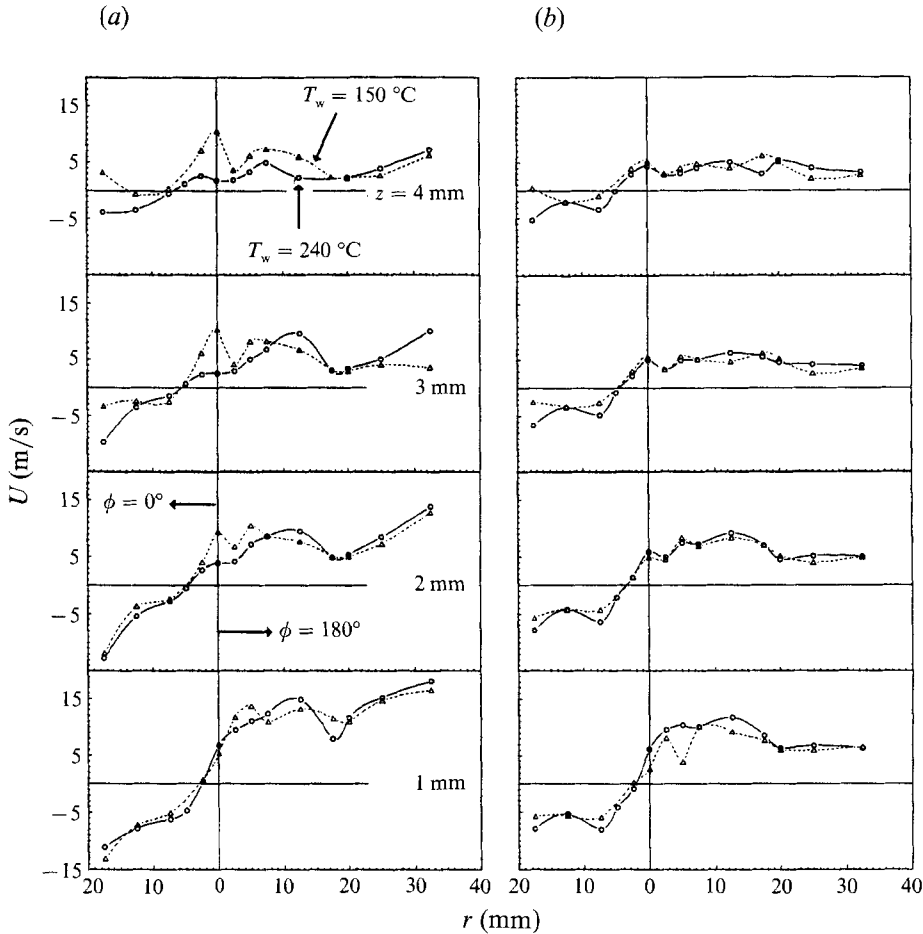 (a)
(b)
15
5
−5
T_w = 150 °C
z = 4 mm
T_w = 240 °C
15
5
−5
3 mm
U (m/s)
15
5
−5
ϕ = 0°
2 mm
ϕ = 180°
15
5
−5
−15
1 mm
20 10 0 10 20 30 40
20 10 0 10 20 30 40
r (mm)